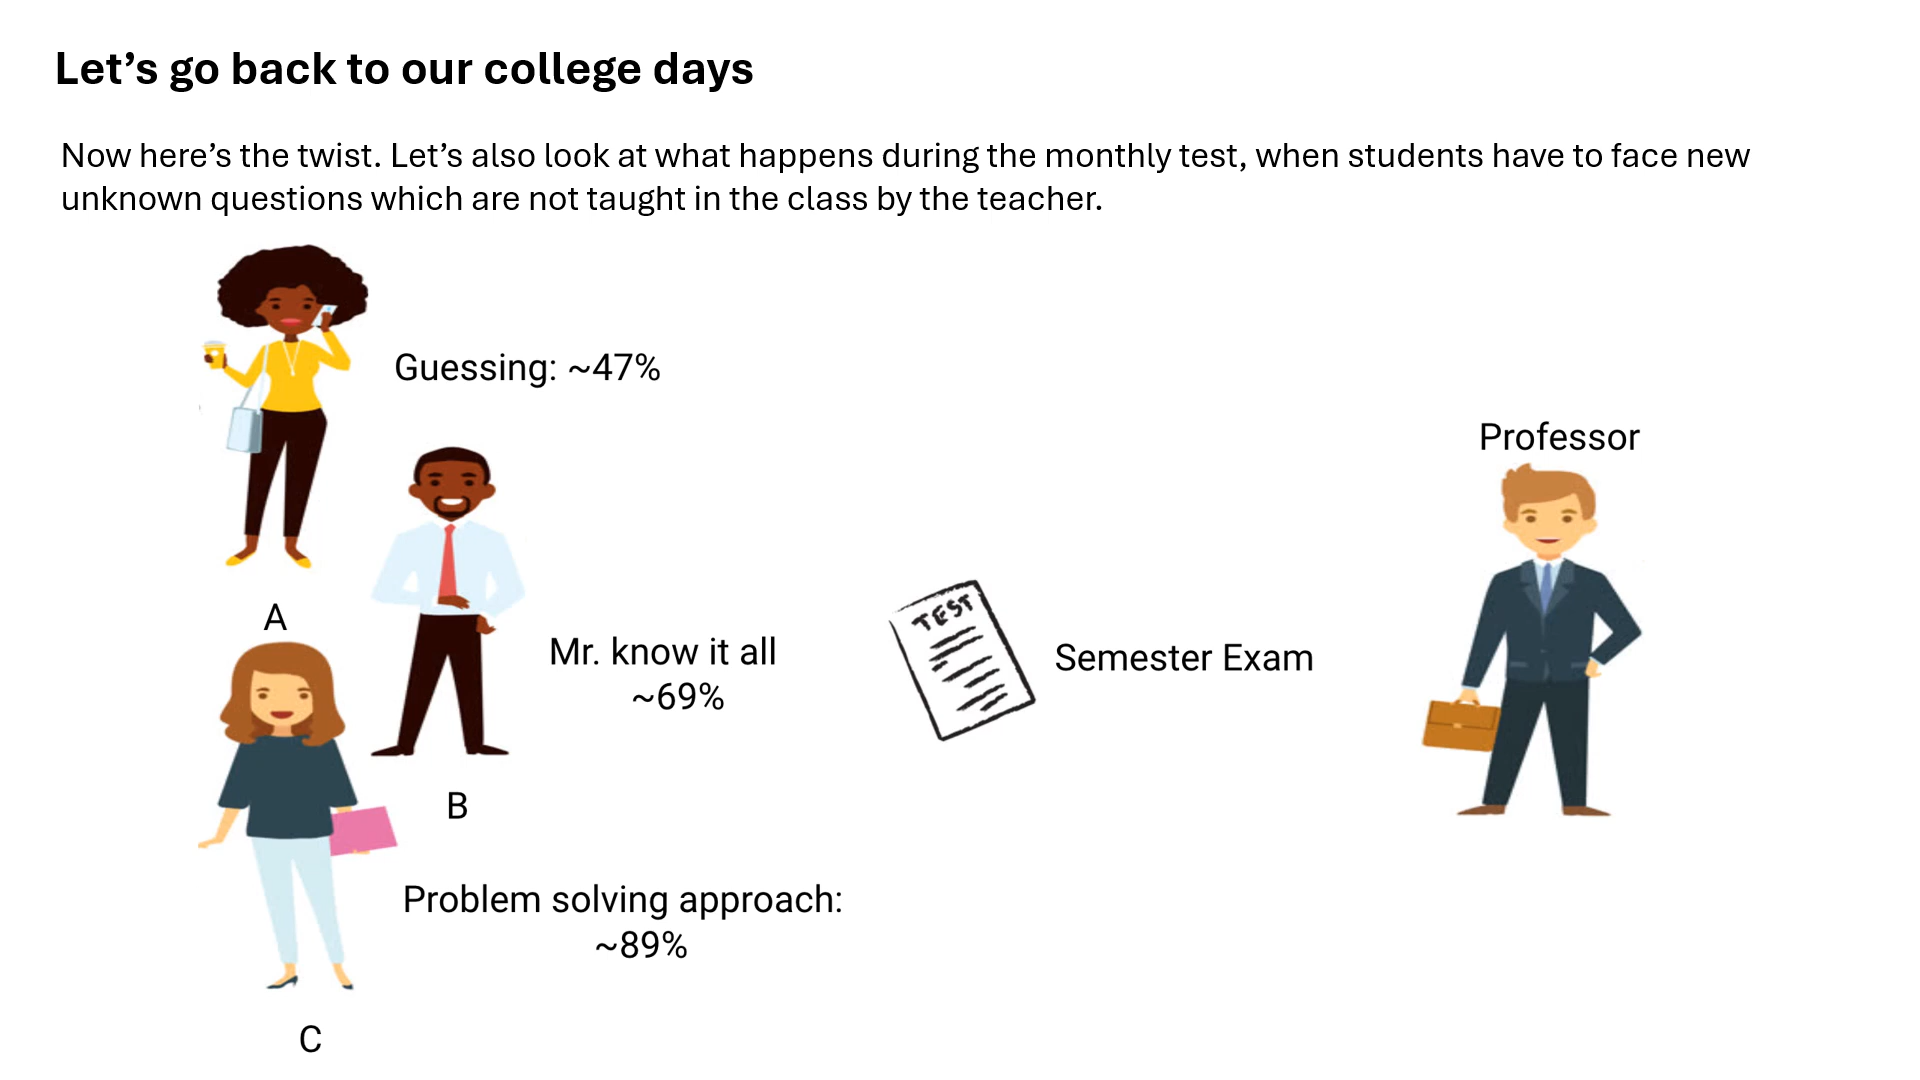 Let’s go back to our college days
Now here’s the twist. Let’s also look at what happens during the monthly test, when students have to face new
unknown questions which are not taught in the class by the teacher.
Guessing: ~47%
A
Mr. know it all
~69%
B
Problem solving approach:
~89%
C
TEST
Semester Exam
Professor